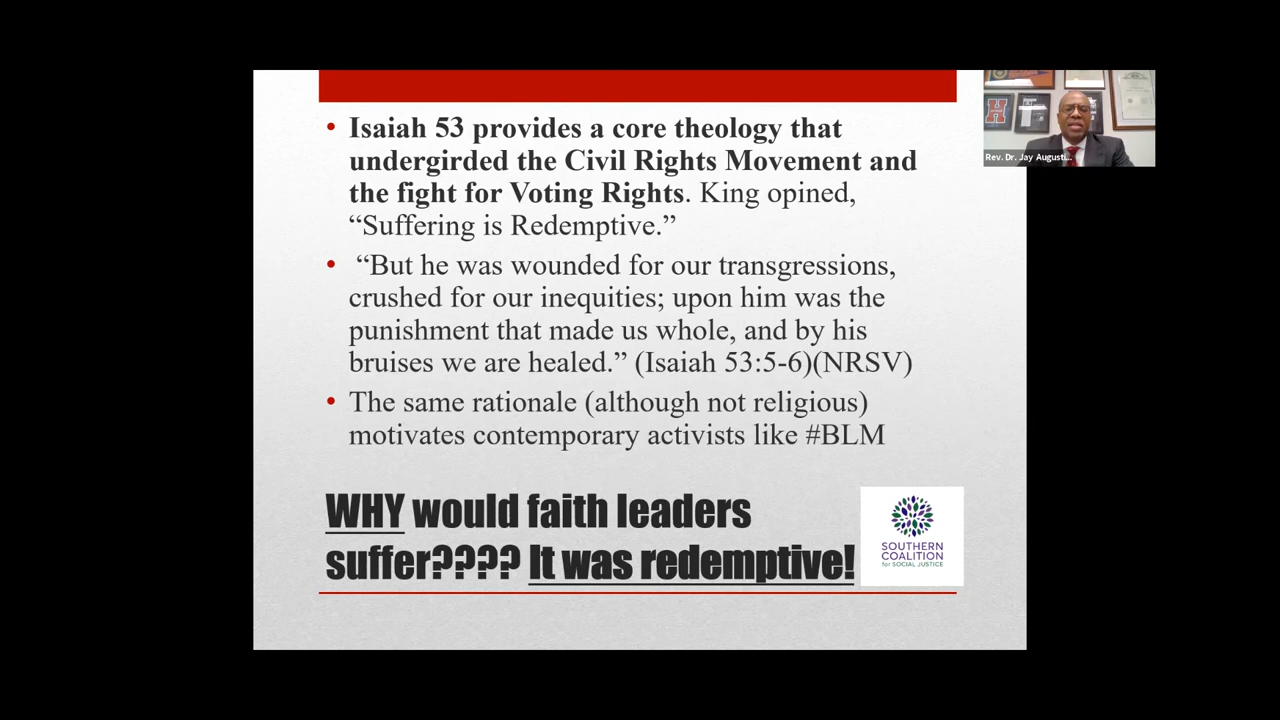 • Isaiah 53 provides a core theology that
undergirded the Civil Rights Movement and
the fight for Voting Rights. King opined,
“Suffering is Redemptive.”
• “But he was wounded for our transgressions,
crushed for our inequities; upon him was the
punishment that made us whole, and by his
bruises we are healed.” (Isaiah 53:5-6)(NRSV)
• The same rationale (although not religious)
motivates contemporary activists like #BLM
WHY would faith leaders
suffer???? It was redemptive!
SOUTHERN
COALITION
for SOCIAL JUSTICE
H
Rev. Dr. Jay Augusti...